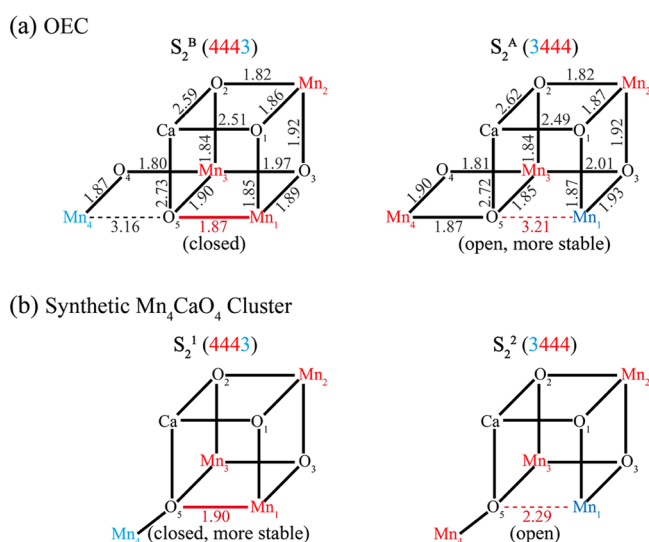 (a) OEC
S₂ᴮ (4443) S₂ᴬ (3444)
O₂ 1.82 Mn₂ O₂ 1.82 Mn₂
2.59 1.86 2.62 1.87
Ca 2.51 O₁ 1.92 Ca 2.49 O₁ 1.92
1.84 1.84
O₄ 1.80 Mn₃ 1.97 O₃ O₄ 1.81 Mn₃ 2.01 O₃
1.87 2.73 1.90 1.85 1.89 1.90 2.72 1.85 1.87 1.93
Mn₄ O₅ Mn₁ Mn₄ O₅ Mn₁
3.16 1.87 1.87 3.21
(closed) (open, more stable)
(b) Synthetic Mn₄CaO₄ Cluster
S₂¹ (4443) S₂² (3444)
O₂ Mn₂ O₂ Mn₂
Ca O₁ Ca O₁
Mn₃ O₃ Mn₃ O₃
O₅ Mn₁ O₅ Mn₁
1.90 2.29
Mn₄ (closed, more stable) Mn₄ (open)